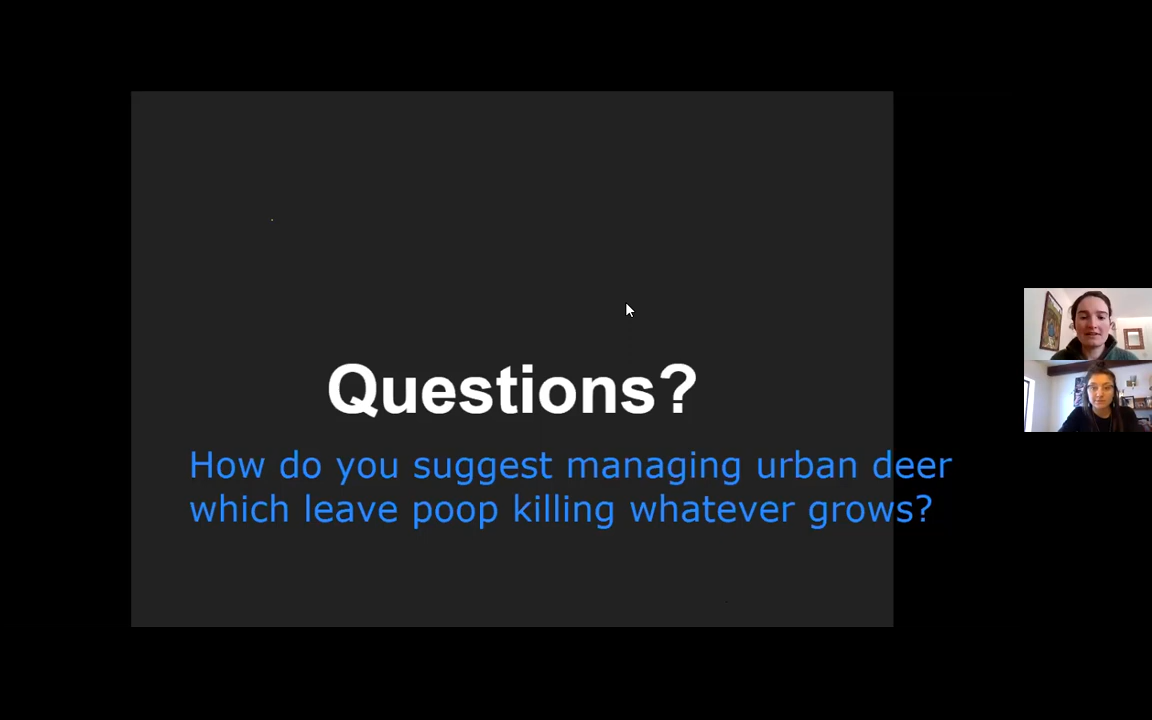 Questions?
How do you suggest managing urban deer
which leave poop killing whatever grows?